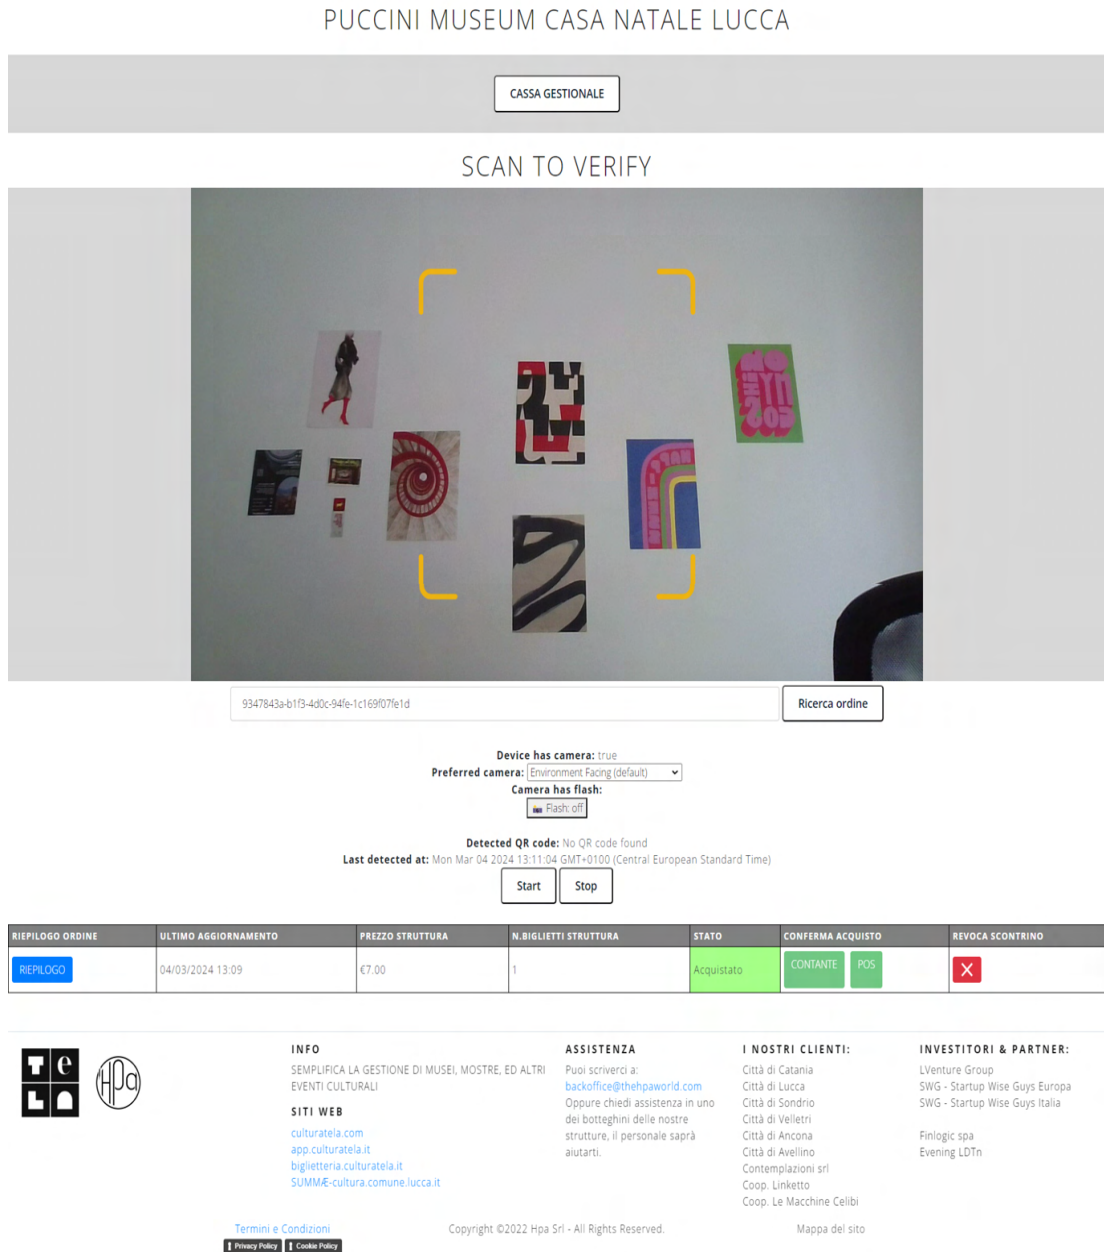 PUCCINI MUSEUM CASA NATALE LUCCA
CASSA GESTIONALE
SCAN TO VERIFY
9347843a-b1f3-4d0c-94fe-1c169f07fe1d
Ricerca ordine
Device has camera: true
Preferred camera: Environment Facing (default)
Camera has flash:
Flash: off
Detected QR code: No QR code found
Last detected at: Mon Mar 04 2024 13:11:04 GMT+0100 (Central European Standard Time)
Start Stop
RIEPILOGO ORDINE ULTIMO AGGIORNAMENTO PREZZO STRUTTURA N.BIGLIETTI STRUTTURA STATO CONFERMA ACQUISTO REVOCA SCONTRINO
RIEPILOGO 04/03/2024 13:09 €7.00 1 Acquistato CONTANTE POS
TELA
HPa
INFO
SEMPLIFICA LA GESTIONE DI MUSEI, MOSTRE, ED ALTRI
EVENTI CULTURALI
SITI WEB
culturatela.com
app.culturatela.it
biglietteria.culturatela.it
SUMMÆ-cultura.comune.lucca.it
ASSISTENZA
Puoi scriverci a:
backoffice@thehpaworld.com
Oppure chiedi assistenza in uno
dei botteghini delle nostre
strutture, il personale saprà
aiutarti.
I NOSTRI CLIENTI:
Città di Catania
Città di Lucca
Città di Sondrio
Città di Velletri
Città di Ancona
Città di Avellino
Contemplazioni srl
Coop. Linketto
Coop. Le Macchine Celibi
INVESTITORI & PARTNER:
LVenture Group
SWG - Startup Wise Guys Europa
SWG - Startup Wise Guys Italia
Finlogic spa
Evening LDTn
Termini e Condizioni
Privacy Policy
Cookie Policy
Copyright ©2022 Hpa Srl - All Rights Reserved.
Mappa del sito